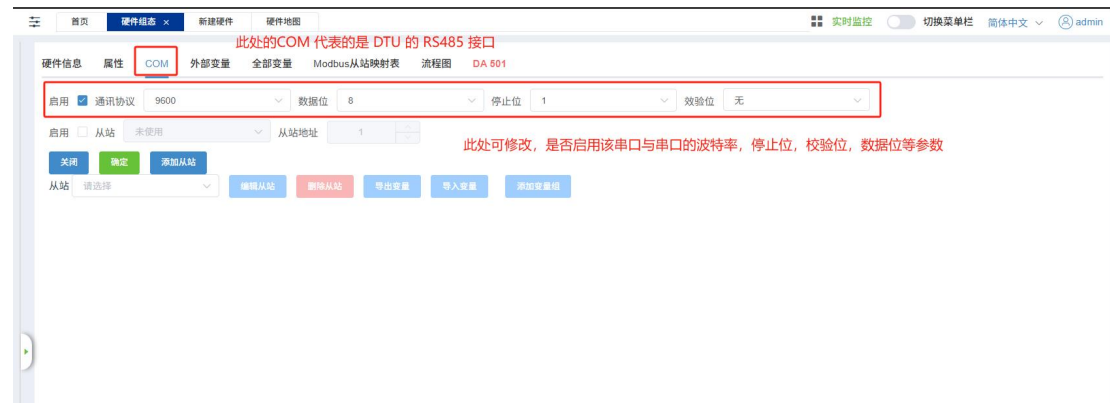 首页 硬件组态 × 新建硬件 硬件地图 实时监控 切换菜单栏 简体中文 admin
此处的COM 代表的是 DTU 的 RS485 接口
硬件信息 属性 COM 外部变量 全部变量 Modbus从站映射表 流程图 DA 501
启用 通讯协议 9600 数据位 8 停止位 1 效验位 无
启用 从站 未使用 从站地址 1
此处可修改，是否启用该串口与串口的波特率，停止位，校验位，数据位等参数
关闭 确定 添加从站
从站 请选择 编辑从站 删除从站 导出变量 导入变量 添加变量组